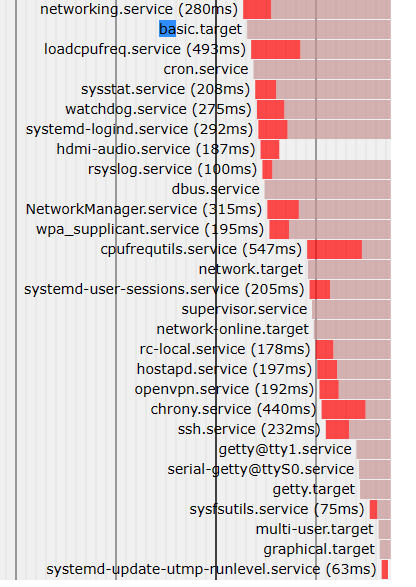 networking.service (280ms)
basic.target
loadcpufreq.service (493ms)
cron.service
sysstat.service (208ms)
watchdog.service (275ms)
systemd-logind.service (292ms)
hdmi-audio.service (187ms)
rsyslog.service (100ms)
dbus.service
NetworkManager.service (315ms)
wpa_supplicant.service (195ms)
cpufrequtils.service (547ms)
network.target
systemd-user-sessions.service (205ms)
supervisor.service
network-online.target
rc-local.service (178ms)
hostapd.service (197ms)
openvpn.service (192ms)
chrony.service (440ms)
ssh.service (232ms)
getty@tty1.service
serial-getty@ttyS0.service
getty.target
sysfsutils.service (75ms)
multi-user.target
graphical.target
systemd-update-utmp-runlevel.service (63ms)